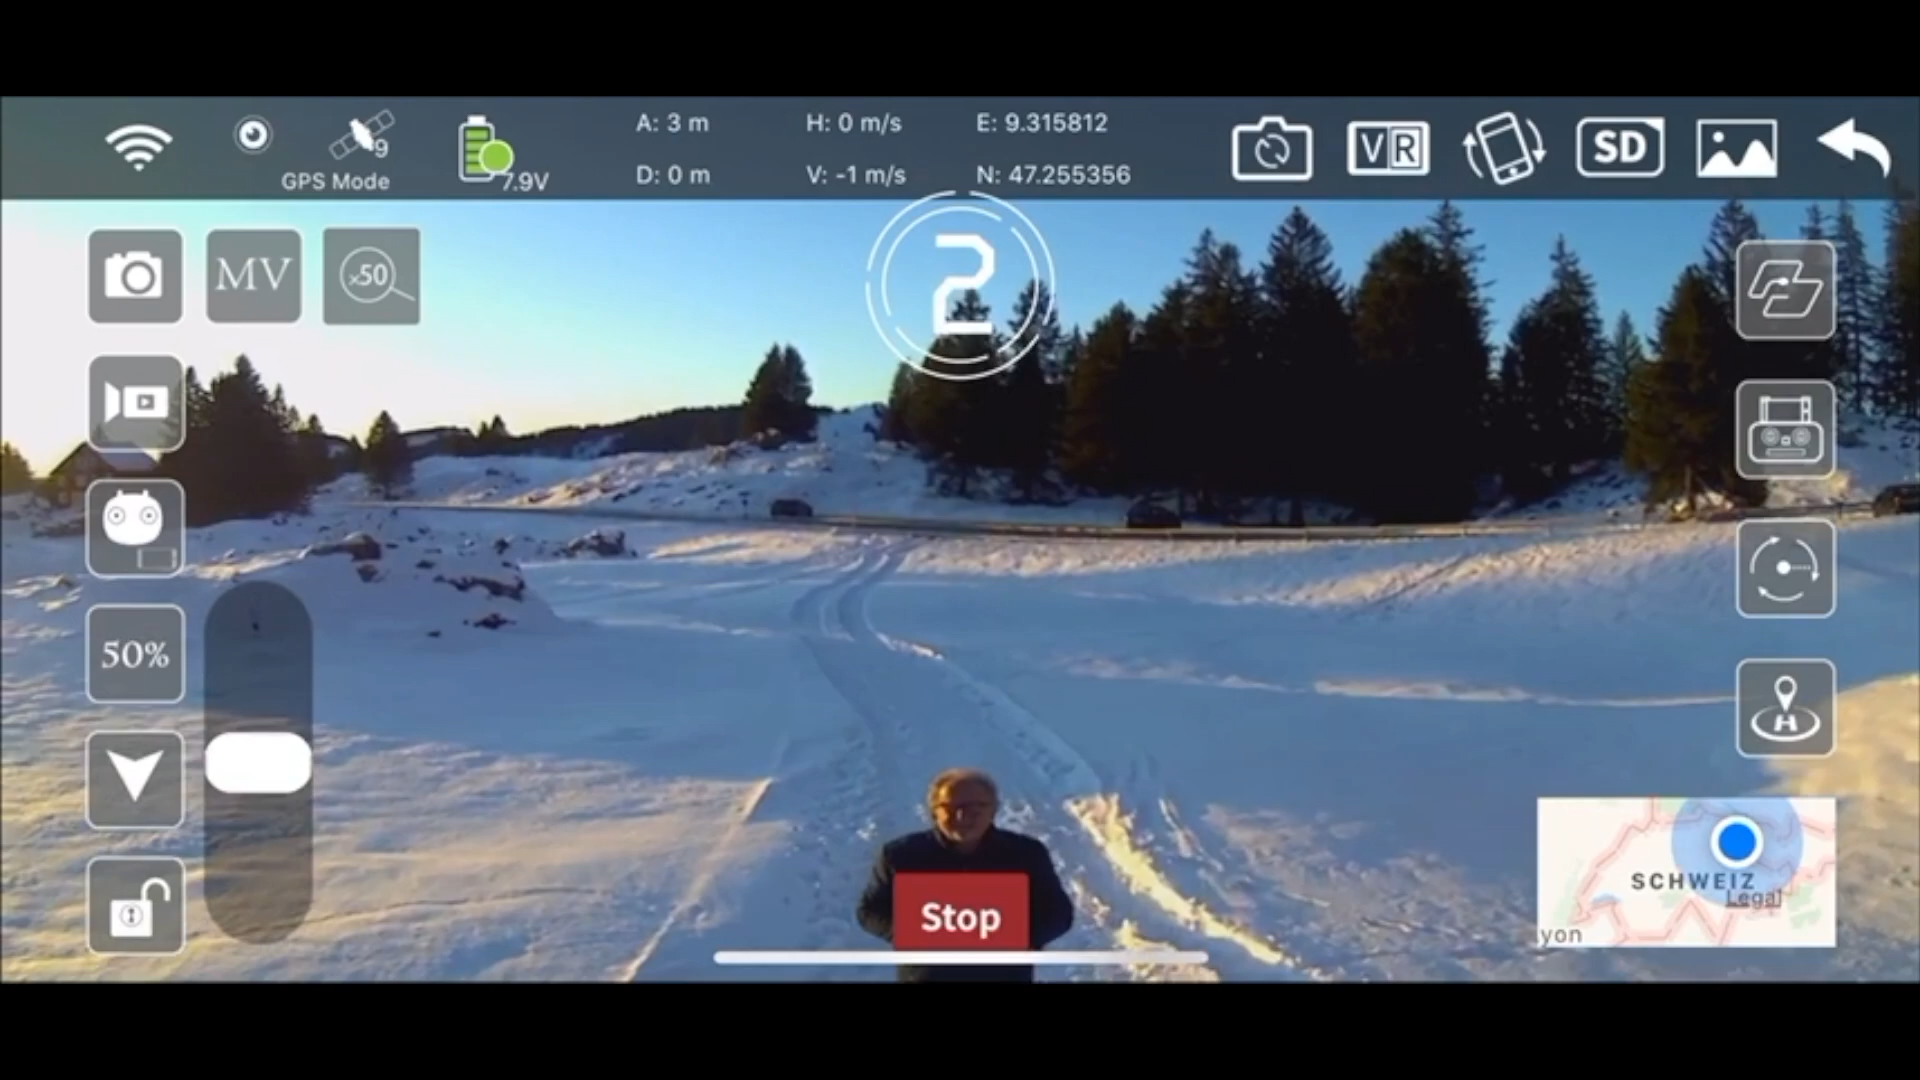 A: 3 m
H: 0 m/s
E: 9.315812
9
GPS Mode
7.9V
D: 0 m
V: -1 m/s
N: 47.255356
VR
SD
MV
x50
2
50%
H
Stop
SCHWEIZ
Legal
yon